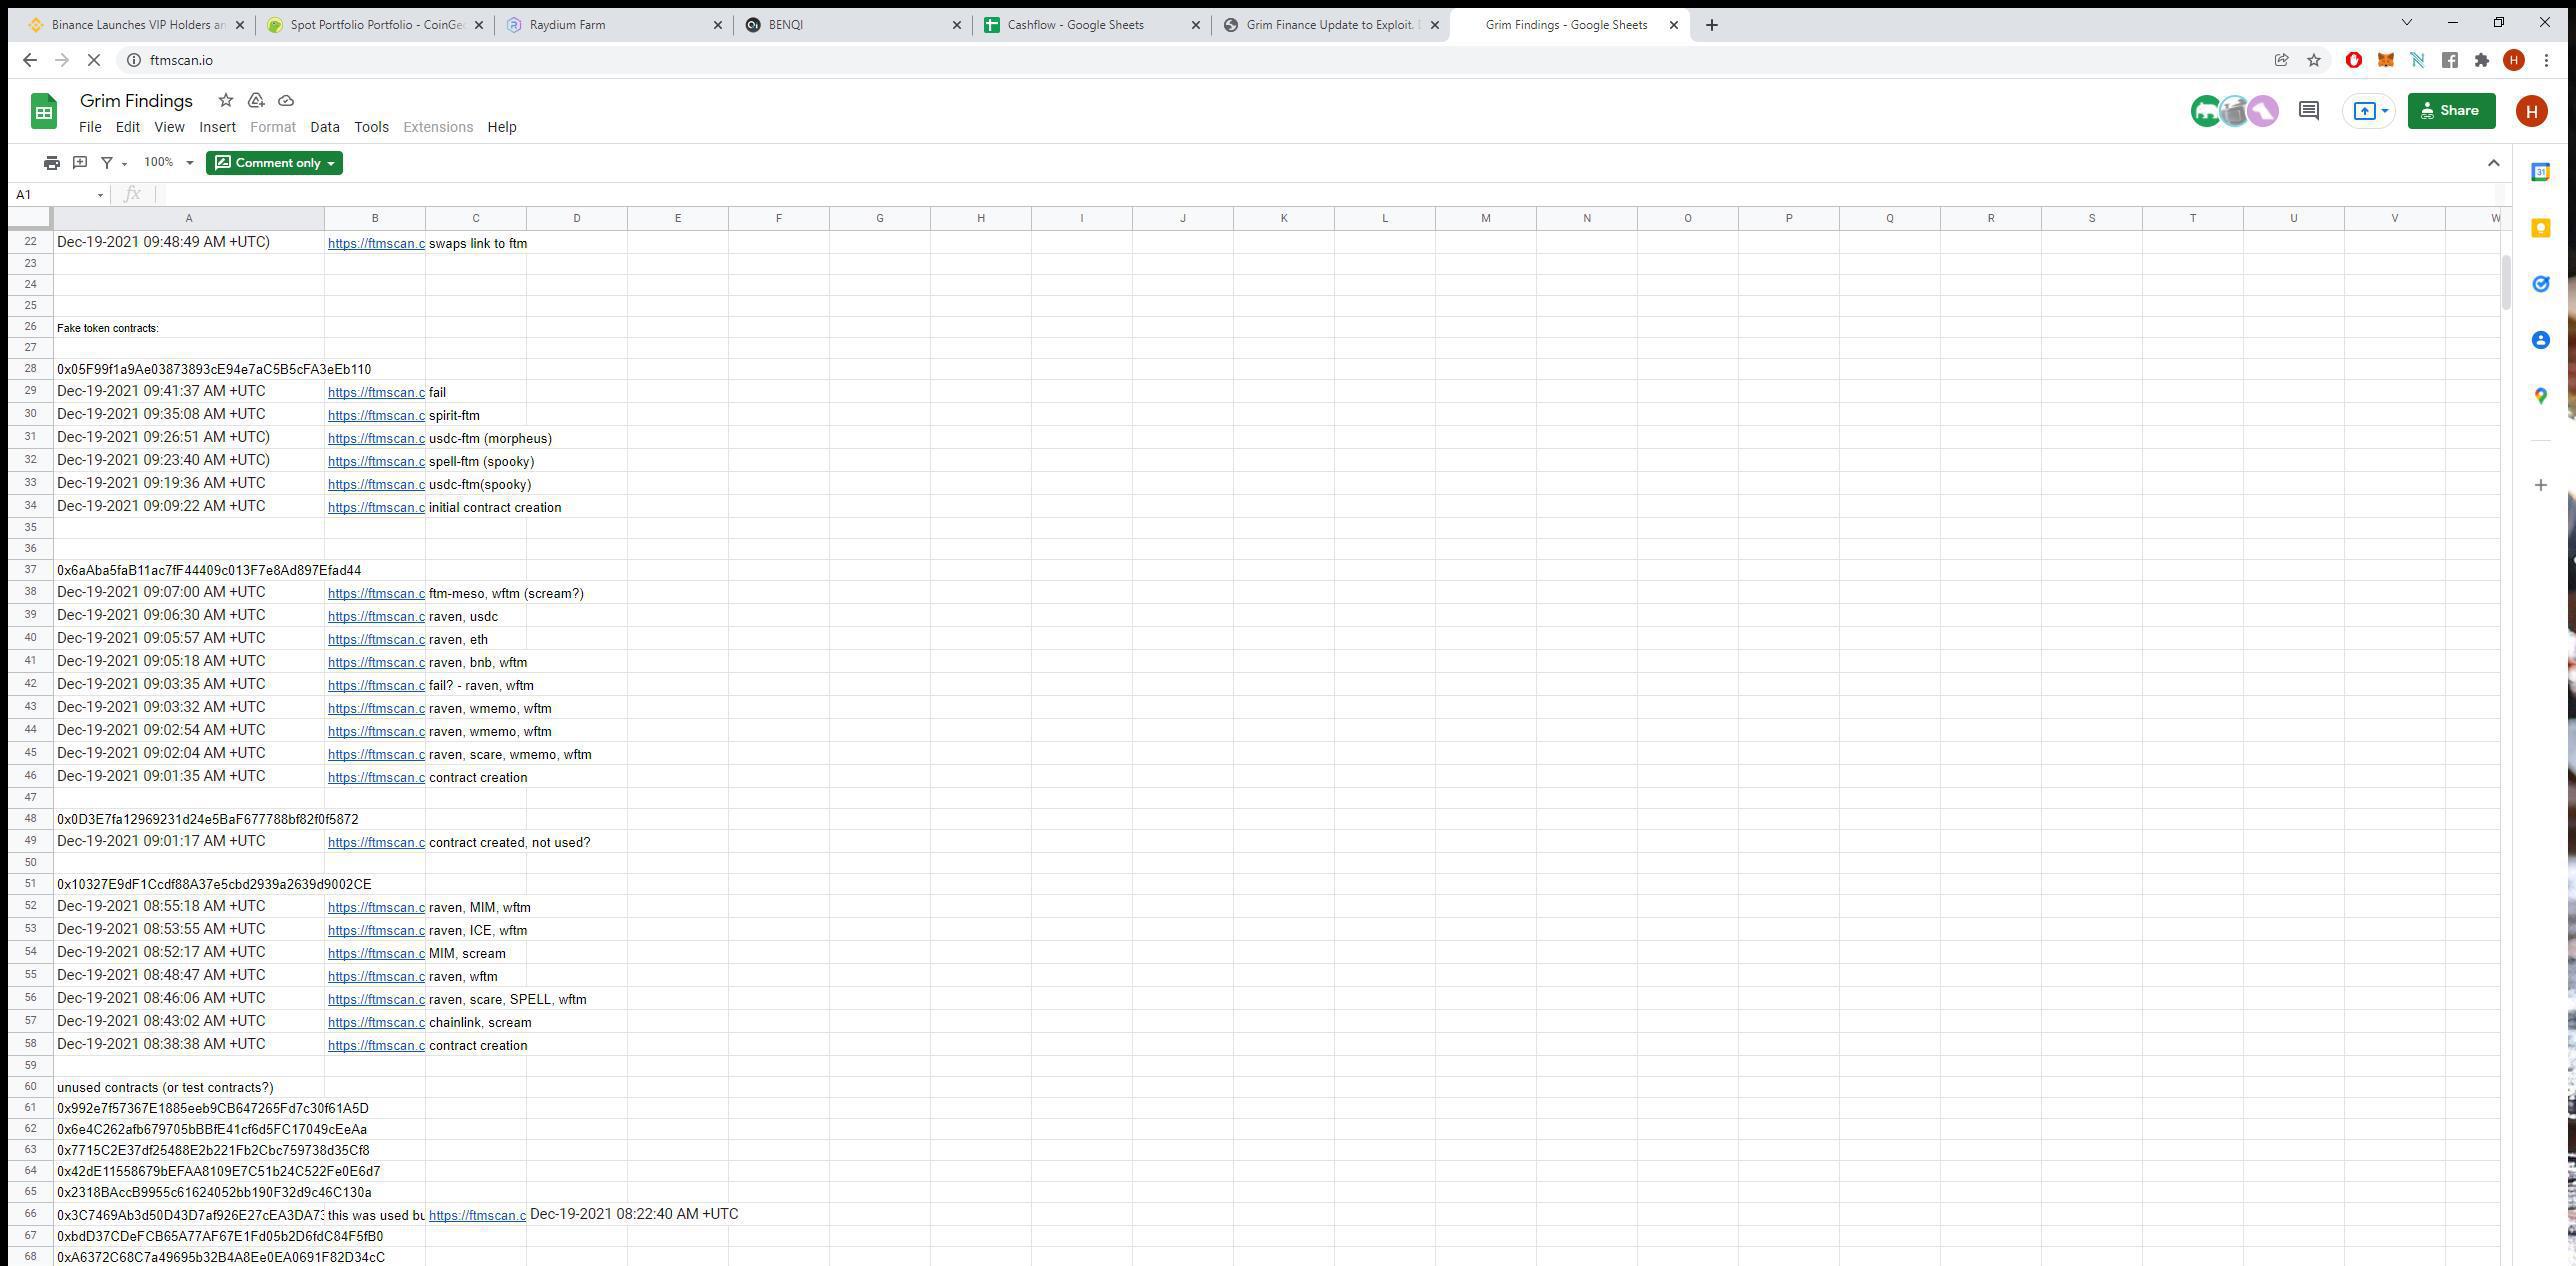 Binance Launches VIP Holders an
Spot Portfolio Portfolio - CoinGec
Raydium Farm
BENQI
Cashflow - Google Sheets
Grim Finance Update to Exploit.
Grim Findings - Google Sheets
ftmscan.io
H
Grim Findings
Share
H
File Edit View Insert Format Data Tools Extensions Help
100% Comment only
A1 fx
A B C D E F G H I J K L M N O P Q R S T U V W
22 Dec-19-2021 09:48:49 AM +UTC) https://ftmscan.c swaps link to ftm
23
24
25
26 Fake token contracts:
27
28 0x05F99f1a9Ae03873893cE94e7aC5B5cFA3eEb110
29 Dec-19-2021 09:41:37 AM +UTC https://ftmscan.c fail
30 Dec-19-2021 09:35:08 AM +UTC https://ftmscan.c spirit-ftm
31 Dec-19-2021 09:26:51 AM +UTC) https://ftmscan.c usdc-ftm (morpheus)
32 Dec-19-2021 09:23:40 AM +UTC) https://ftmscan.c spell-ftm (spooky)
33 Dec-19-2021 09:19:36 AM +UTC https://ftmscan.c usdc-ftm(spooky)
34 Dec-19-2021 09:09:22 AM +UTC https://ftmscan.c initial contract creation
35
36
37 0x6aAba5faB11ac7fF44409c013F7e8Ad897Efad44
38 Dec-19-2021 09:07:00 AM +UTC https://ftmscan.c ftm-meso, wftm (scream?)
39 Dec-19-2021 09:06:30 AM +UTC https://ftmscan.c raven, usdc
40 Dec-19-2021 09:05:57 AM +UTC https://ftmscan.c raven, eth
41 Dec-19-2021 09:05:18 AM +UTC https://ftmscan.c raven, bnb, wftm
42 Dec-19-2021 09:03:35 AM +UTC https://ftmscan.c fail? - raven, wftm
43 Dec-19-2021 09:03:32 AM +UTC https://ftmscan.c raven, wmemo, wftm
44 Dec-19-2021 09:02:54 AM +UTC https://ftmscan.c raven, wmemo, wftm
45 Dec-19-2021 09:02:04 AM +UTC https://ftmscan.c raven, scare, wmemo, wftm
46 Dec-19-2021 09:01:35 AM +UTC https://ftmscan.c contract creation
47
48 0x0D3E7fa12969231d24e5BaF677788bf82f0f5872
49 Dec-19-2021 09:01:17 AM +UTC https://ftmscan.c contract created, not used?
50
51 0x10327E9dF1Ccdf88A37e5cbd2939a2639d9002CE
52 Dec-19-2021 08:55:18 AM +UTC https://ftmscan.c raven, MIM, wftm
53 Dec-19-2021 08:53:55 AM +UTC https://ftmscan.c raven, ICE, wftm
54 Dec-19-2021 08:52:17 AM +UTC https://ftmscan.c MIM, scream
55 Dec-19-2021 08:48:47 AM +UTC https://ftmscan.c raven, wftm
56 Dec-19-2021 08:46:06 AM +UTC https://ftmscan.c raven, scare, SPELL, wftm
57 Dec-19-2021 08:43:02 AM +UTC https://ftmscan.c chainlink, scream
58 Dec-19-2021 08:38:38 AM +UTC https://ftmscan.c contract creation
59
60 unused contracts (or test contracts?)
61 0x992e7f57367E1885eeb9CB647265Fd7c30f61A5D
62 0x6e4C262afb679705bBBfE41cf6d5FC17049cEeAa
63 0x7715C2E37df25488E2b221Fb2Cbc759738d35Cf8
64 0x42dE11558679bEFAA8109E7C51b24C522Fe0E6d7
65 0x2318BAccB9955c61624052bb190F32d9c46C130a
66 0x3C7469Ab3d50D43D7af926E27cEA3DA73 this was used bu https://ftmscan.c Dec-19-2021 08:22:40 AM +UTC
67 0xbdD37CDeFCB65A77AF67E1Fd05b2D6fdC84F5fB0
68 0xA6372C68C7a49695b32B4A8Ee0EA0691F82D34cC
31